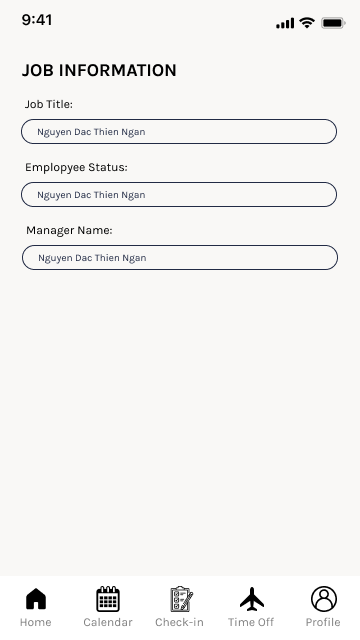 9:41
JOB INFORMATION
Job Title:
Nguyen Dac Thien Ngan
Emplopyee Status:
Nguyen Dac Thien Ngan
Manager Name:
Nguyen Dac Thien Ngan
Home Calendar Check-in Time Off Profile